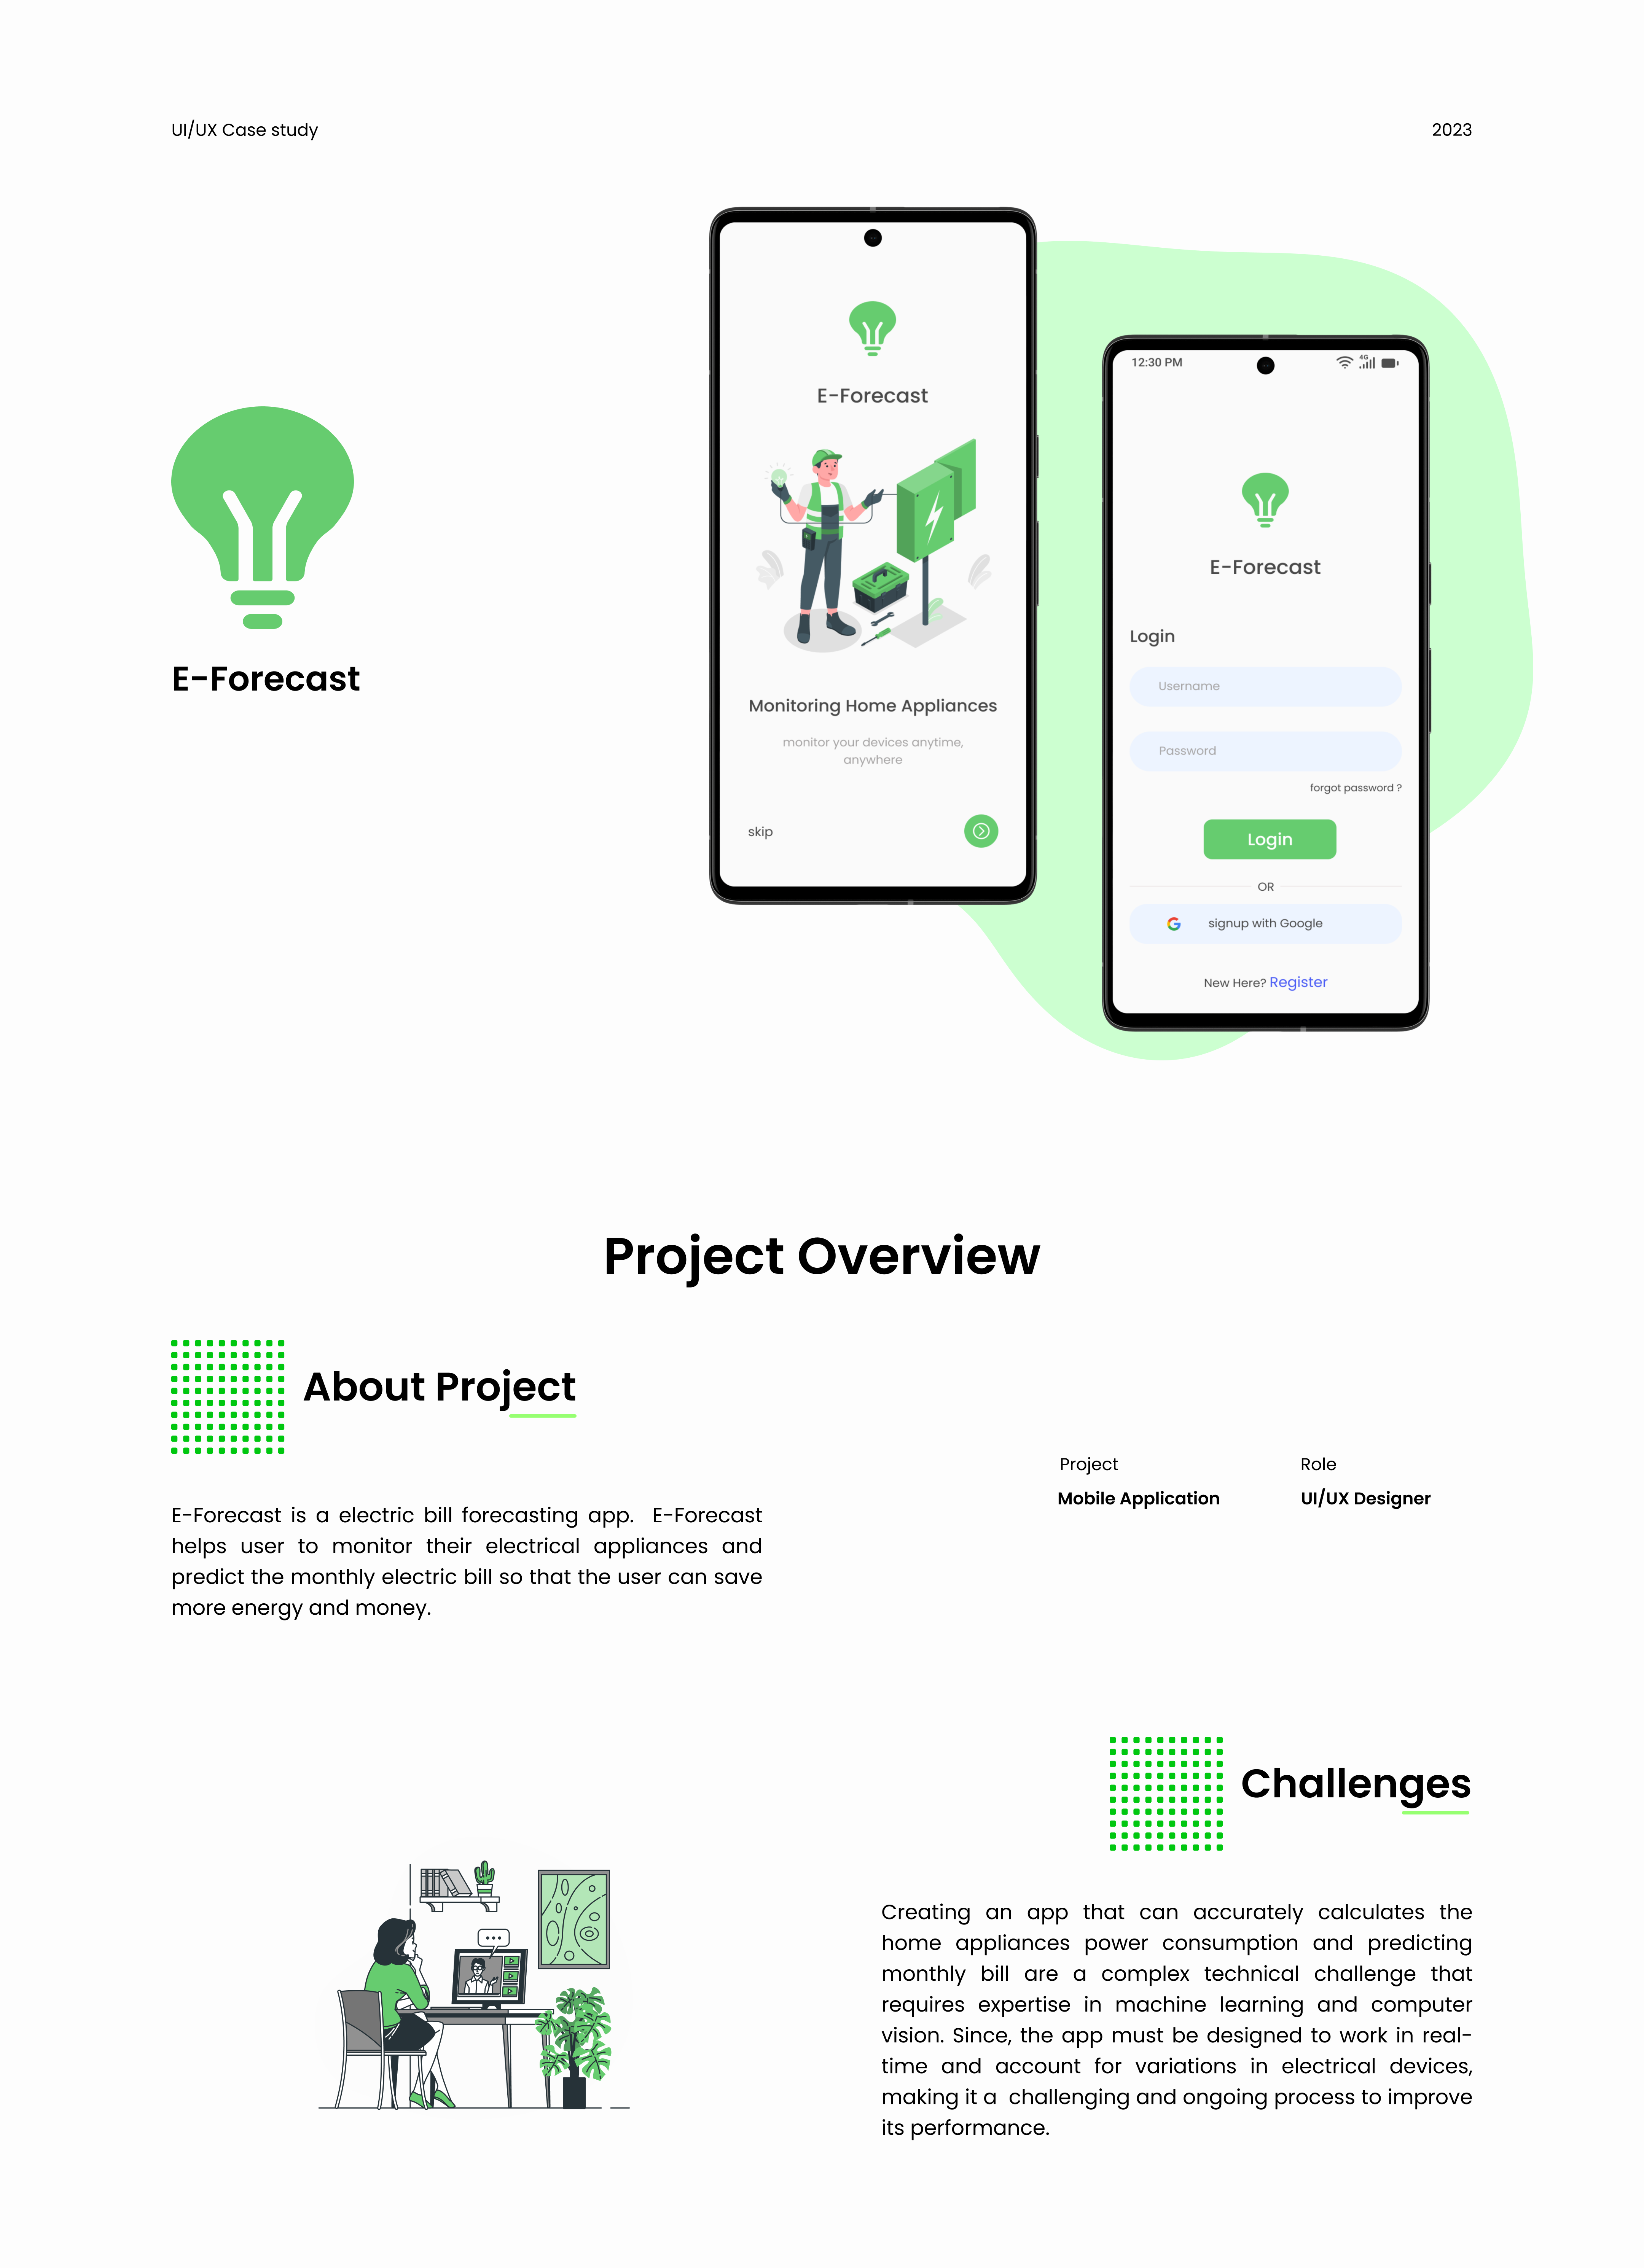 UI/UX Case study
2023
E-Forecast
E-Forecast
Monitoring Home Appliances
monitor your devices anytime,
anywhere
skip
12:30 PM
4G
E-Forecast
Login
Username
Password
forgot password ?
Login
OR
G signup with Google
New Here? Register
Project Overview
About Project
E-Forecast is a electric bill forecasting app. E-Forecast
helps user to monitor their electrical appliances and
predict the monthly electric bill so that the user can save
more energy and money.
Project
Mobile Application
Role
UI/UX Designer
Challenges
Creating an app that can accurately calculates the
home appliances power consumption and predicting
monthly bill are a complex technical challenge that
requires expertise in machine learning and computer
vision. Since, the app must be designed to work in real-
time and account for variations in electrical devices,
making it a challenging and ongoing process to improve
its performance.